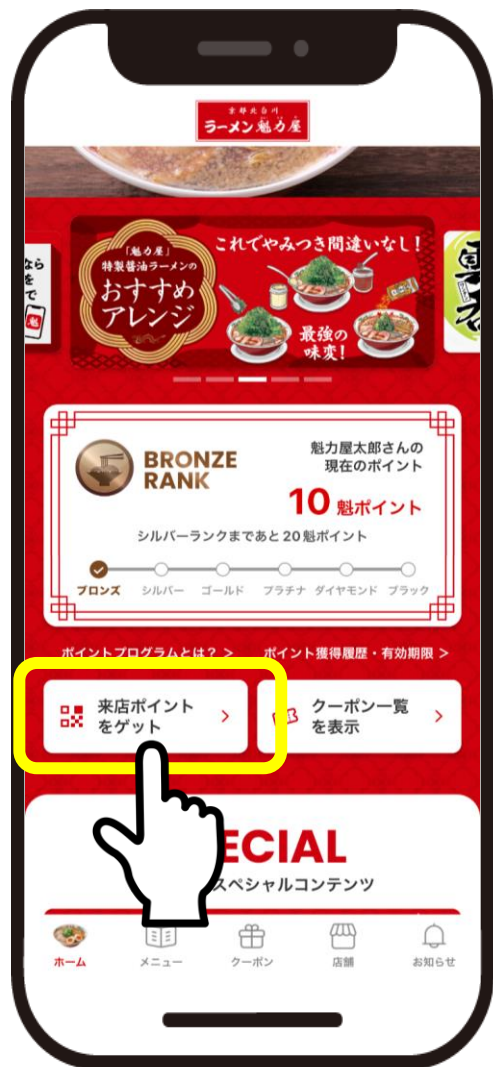 京都北白川
ラーメン魁力屋
なら
を
で
「魁力屋」
特製醤油ラーメンの
おすすめ
アレンジ
これでやみつき間違いなし!
最強の
味変!
BRONZE
RANK
魁力屋太郎さんの
現在のポイント
10 魁ポイント
シルバーランクまであと20魁ポイント
ブロンズ シルバー ゴールド プラチナ ダイヤモンド ブラック
ポイントプログラムとは? > ポイント獲得履歴・有効期限 >
来店ポイント
をゲット
クーポン一覧
を表示
ECIAL
スペシャルコンテンツ
ホーム メニュー クーポン 店舗 お知らせ